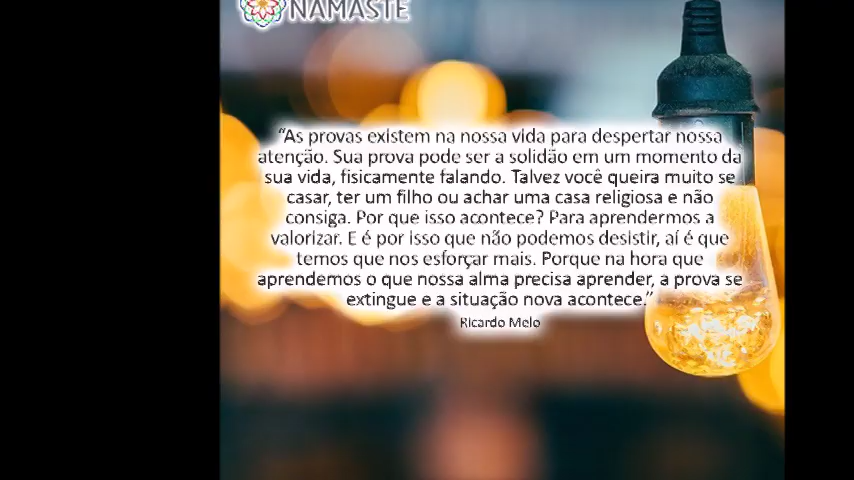 NAMASTE
“As provas existem na nossa vida para despertar nossa
atenção. Sua prova pode ser a solidão em um momento da
sua vida, fisicamente falando. Talvez você queira muito se
casar, ter um filho ou achar uma casa religiosa e não
consiga. Por que isso acontece? Para aprendermos a
valorizar. E é por isso que não podemos desistir, aí é que
temos que nos esforçar mais. Porque na hora que
aprendemos o que nossa alma precisa aprender, a prova se
extingue e a situação nova acontece.”
Ricardo Melo